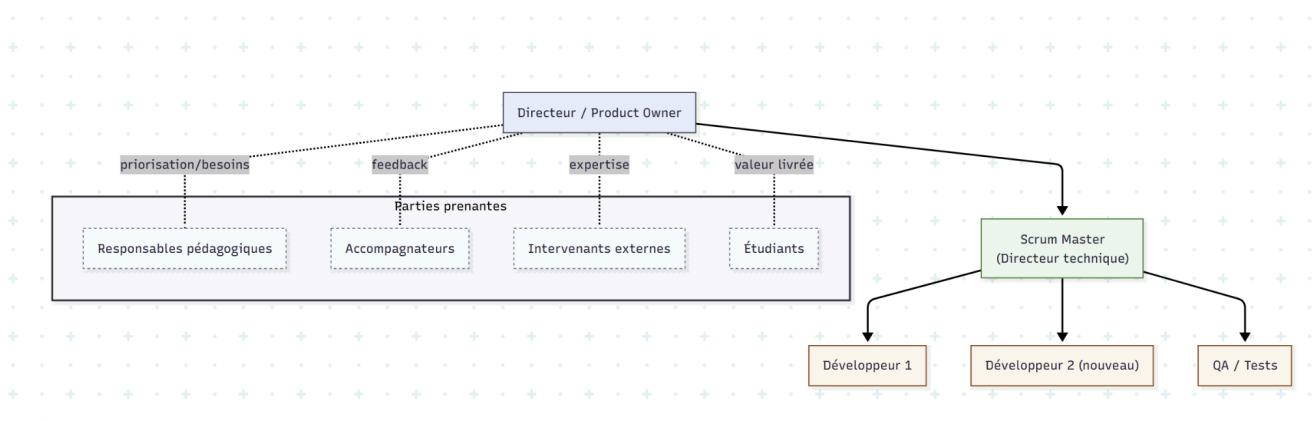 Directeur / Product Owner
priorisation/besoins
feedback
expertise
valeur livrée
Parties prenantes
Responsables pédagogiques
Accompagnateurs
Intervenants externes
Étudiants
Scrum Master
(Directeur technique)
Développeur 1
Développeur 2 (nouveau)
QA / Tests